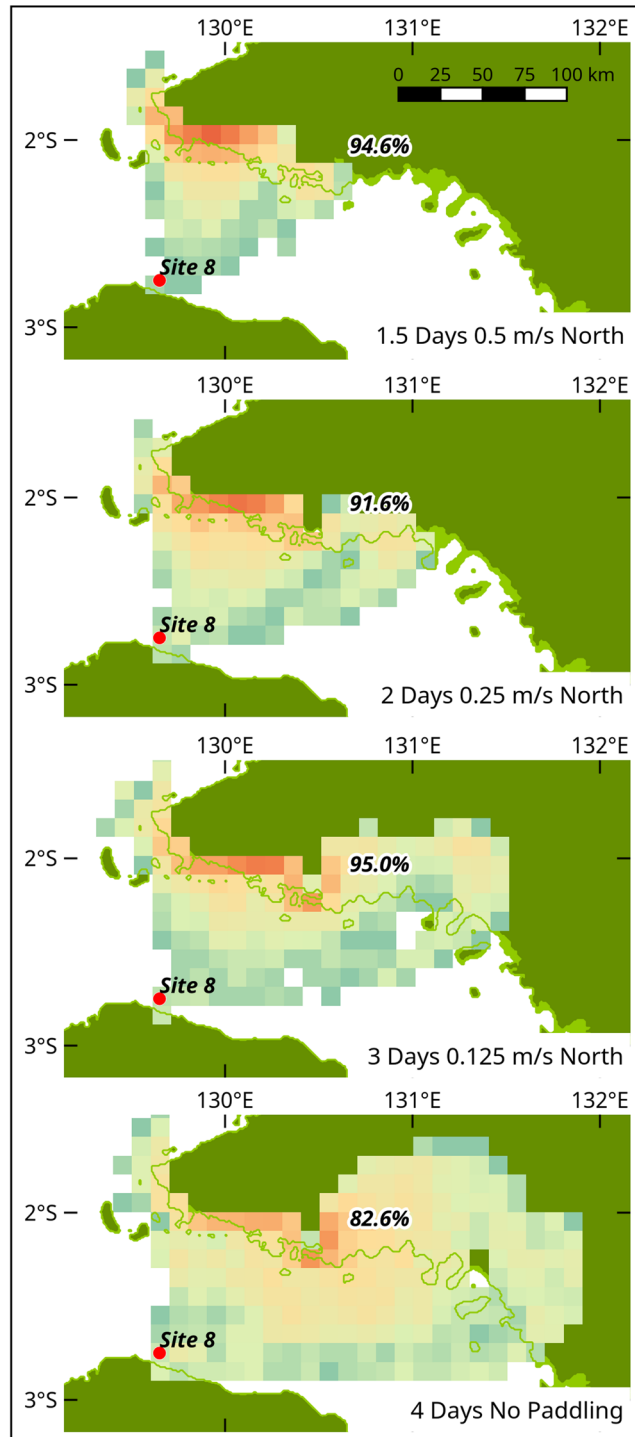 130°E 131°E 132°E
0 25 50 75 100 km
2°S
94.6%
Site 8
3°S
1.5 Days 0.5 m/s North
130°E 131°E 132°E
2°S
91.6%
Site 8
3°S
2 Days 0.25 m/s North
130°E 131°E 132°E
2°S
95.0%
Site 8
3°S
3 Days 0.125 m/s North
130°E 131°E 132°E
2°S
82.6%
Site 8
3°S
4 Days No Paddling